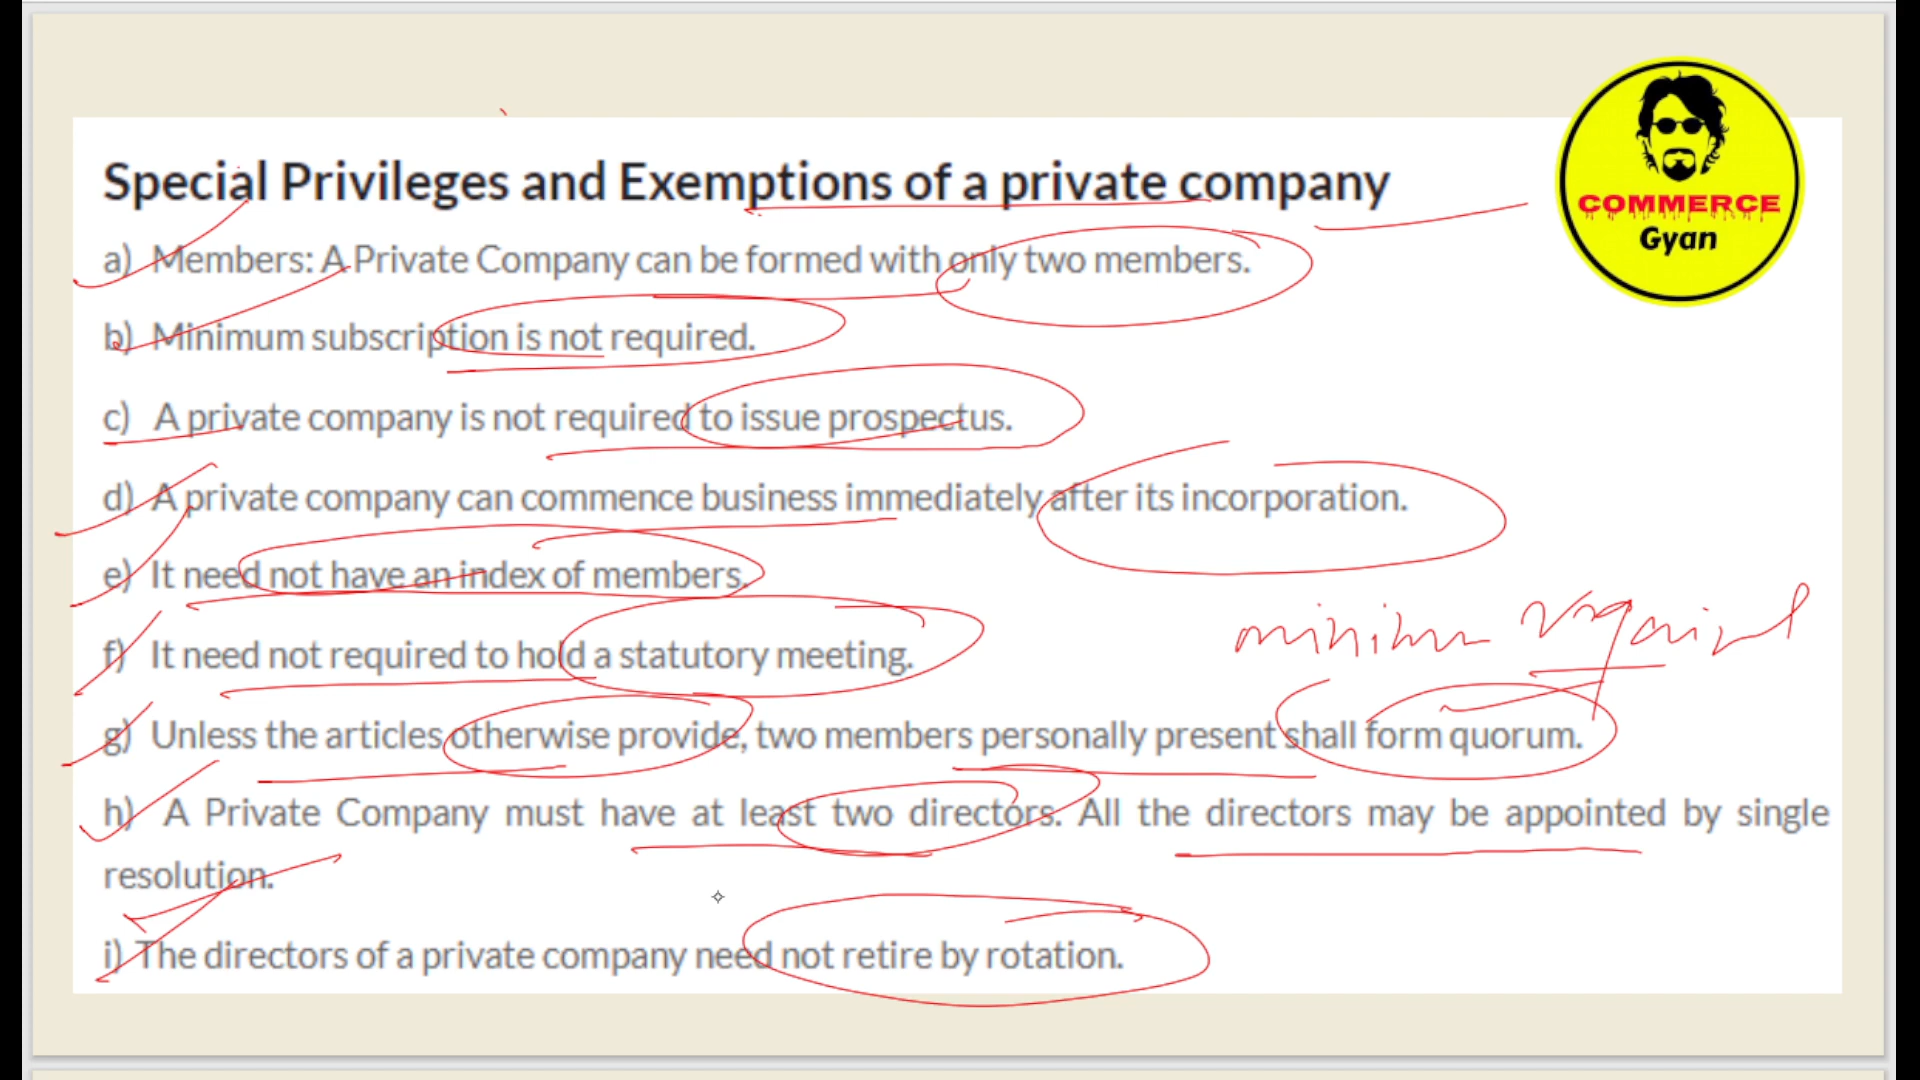 Special Privileges and Exemptions of a private company
COMMERCE
Gyan
a) Members: A Private Company can be formed with only two members.
b) Minimum subscription is not required.
c) A private company is not required to issue prospectus.
d) A private company can commence business immediately after its incorporation.
e) It need not have an index of members.
f) It need not required to hold a statutory meeting.
minimum required
g) Unless the articles otherwise provide, two members personally present shall form quorum.
h) A Private Company must have at least two directors. All the directors may be appointed by single
resolution.
i) The directors of a private company need not retire by rotation.